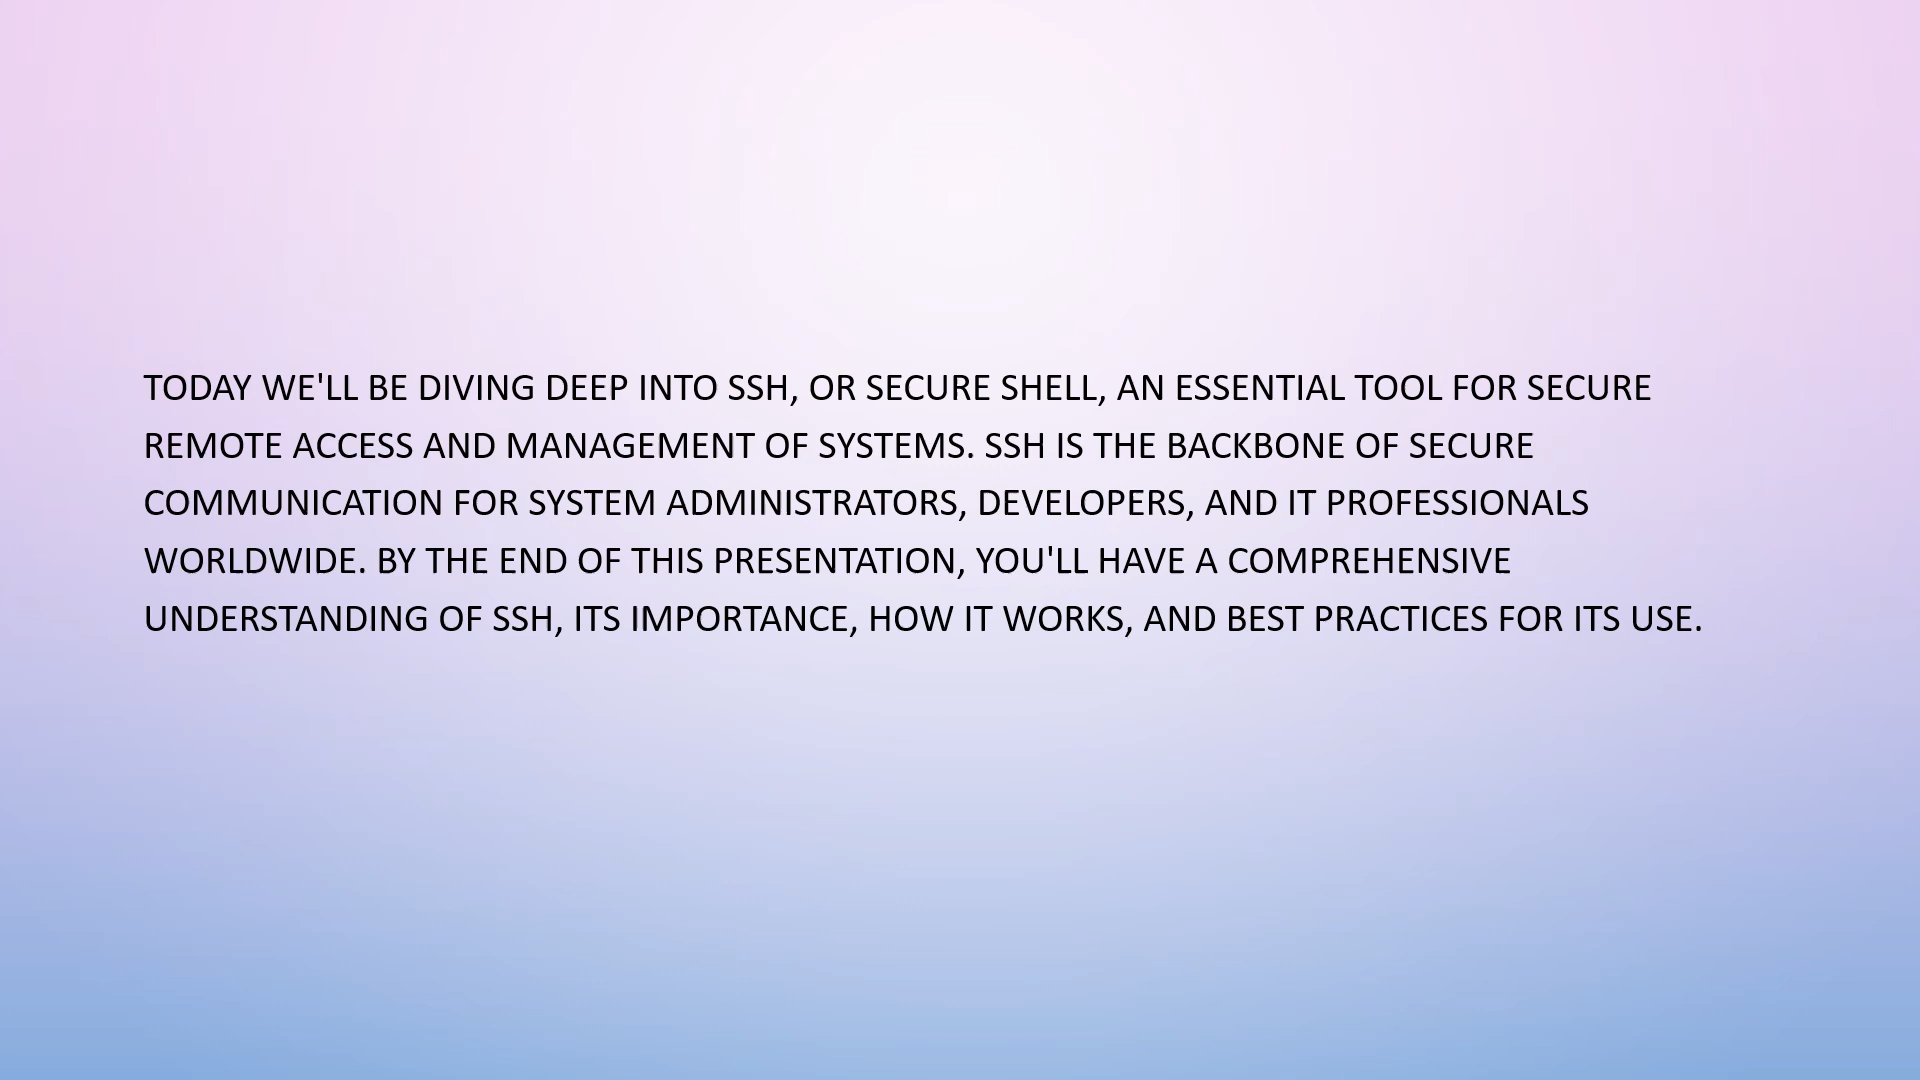 TODAY WE'LL BE DIVING DEEP INTO SSH, OR SECURE SHELL, AN ESSENTIAL TOOL FOR SECURE
REMOTE ACCESS AND MANAGEMENT OF SYSTEMS. SSH IS THE BACKBONE OF SECURE
COMMUNICATION FOR SYSTEM ADMINISTRATORS, DEVELOPERS, AND IT PROFESSIONALS
WORLDWIDE. BY THE END OF THIS PRESENTATION, YOU'LL HAVE A COMPREHENSIVE
UNDERSTANDING OF SSH, ITS IMPORTANCE, HOW IT WORKS, AND BEST PRACTICES FOR ITS USE.